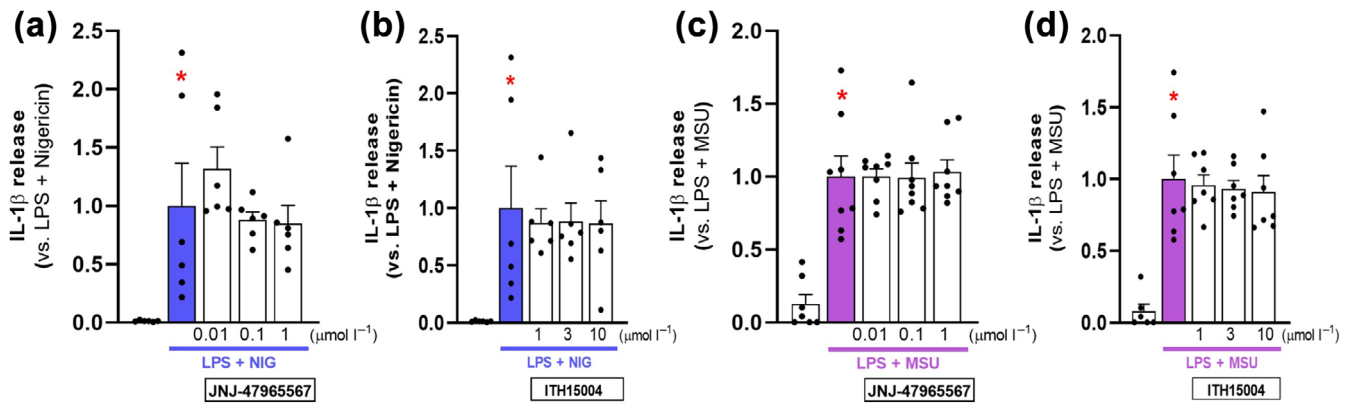 (a)
IL-1β release
(vs. LPS + Nigericin)
2.5
2.0
1.5
1.0
0.5
0.0
*
0.01 0.1 1 (μmol l⁻¹)
LPS + NIG
JNJ-47965567
(b)
IL-1β release
(vs. LPS + Nigericin)
2.5
2.0
1.5
1.0
0.5
0.0
*
1 3 10 (μmol l⁻¹)
LPS + NIG
ITH15004
(c)
IL-1β release
(vs. LPS + MSU)
2.0
1.5
1.0
0.5
0.0
*
0.01 0.1 1 (μmol l⁻¹)
LPS + MSU
JNJ-47965567
(d)
IL-1β release
(vs. LPS + MSU)
2.0
1.5
1.0
0.5
0.0
*
1 3 10 (μmol l⁻¹)
LPS + MSU
ITH15004